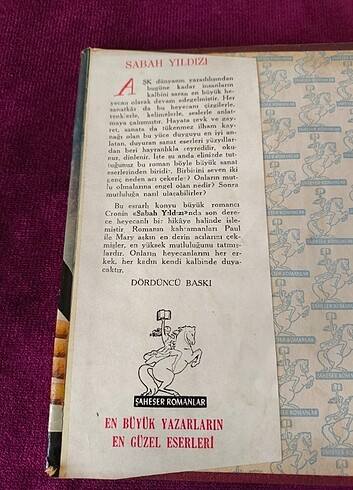 SABAH YILDIZI
AŞK dünyanın yaradılışından
bugüne kadar insanların
kalbini saran en büyük he-
yecan olarak devam edegelmiştir. Her
sanatkâr da bu heyecanı çizgilerle,
renklerle, kelimelerle, seslerle anlat-
maya çalışmıştır. Hayata zevk ve gay-
ret, sanata da tükenmez ilham kay-
nağı olan bu yüce duyguyu en iyi an-
latan, duyuran sanat eserleri yüzyıllar-
dan beri hayranlıkla seyredilir, oku-
nur, dinlenir. İşte şu anda elinizde tut-
tuğunuz bu roman böyle büyük sanat
eserlerinden biridir. Birbirini seven iki
genç neden acı çekerle? Onların mut-
lu olmalarına engel olan nedir? Sonra
mutluluğa nasıl ulaşabilirler?
Bu esrarlı konyu büyük romancı
Cronin «Sabah Yıldızı»nda son dere-
ce heyecanlı bir hikâye halinde işle-
miştir. Romanın kahramanları Paul
ile Mary aşkın en derin acılarını çek-
mişler, en yüksek mutluluğunu tatmış-
lardır. Onların heyecanlarını her er-
kek, her kadın kendi kalbinde duya-
caktır.
DÖRDÜNCÜ BASKI
ŞAHESER ROMANLAR
EN BÜYÜK YAZARLARIN
EN GÜZEL ESERLERİ